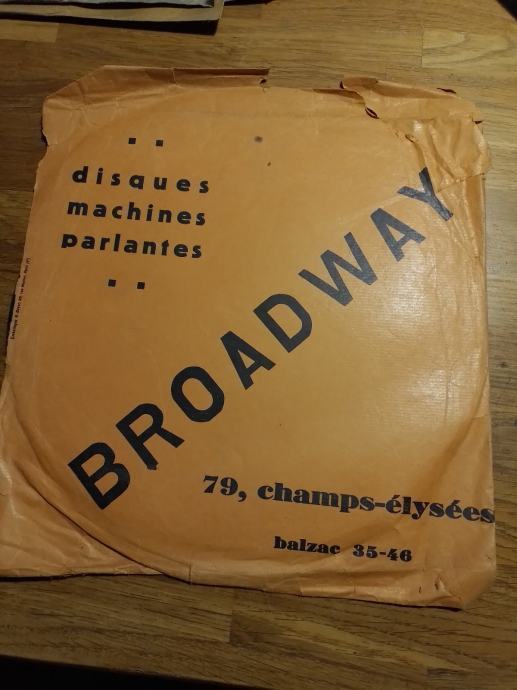 disques
machines
parlantes
BROADWAY
79, champs-élysées
balzac 35-46